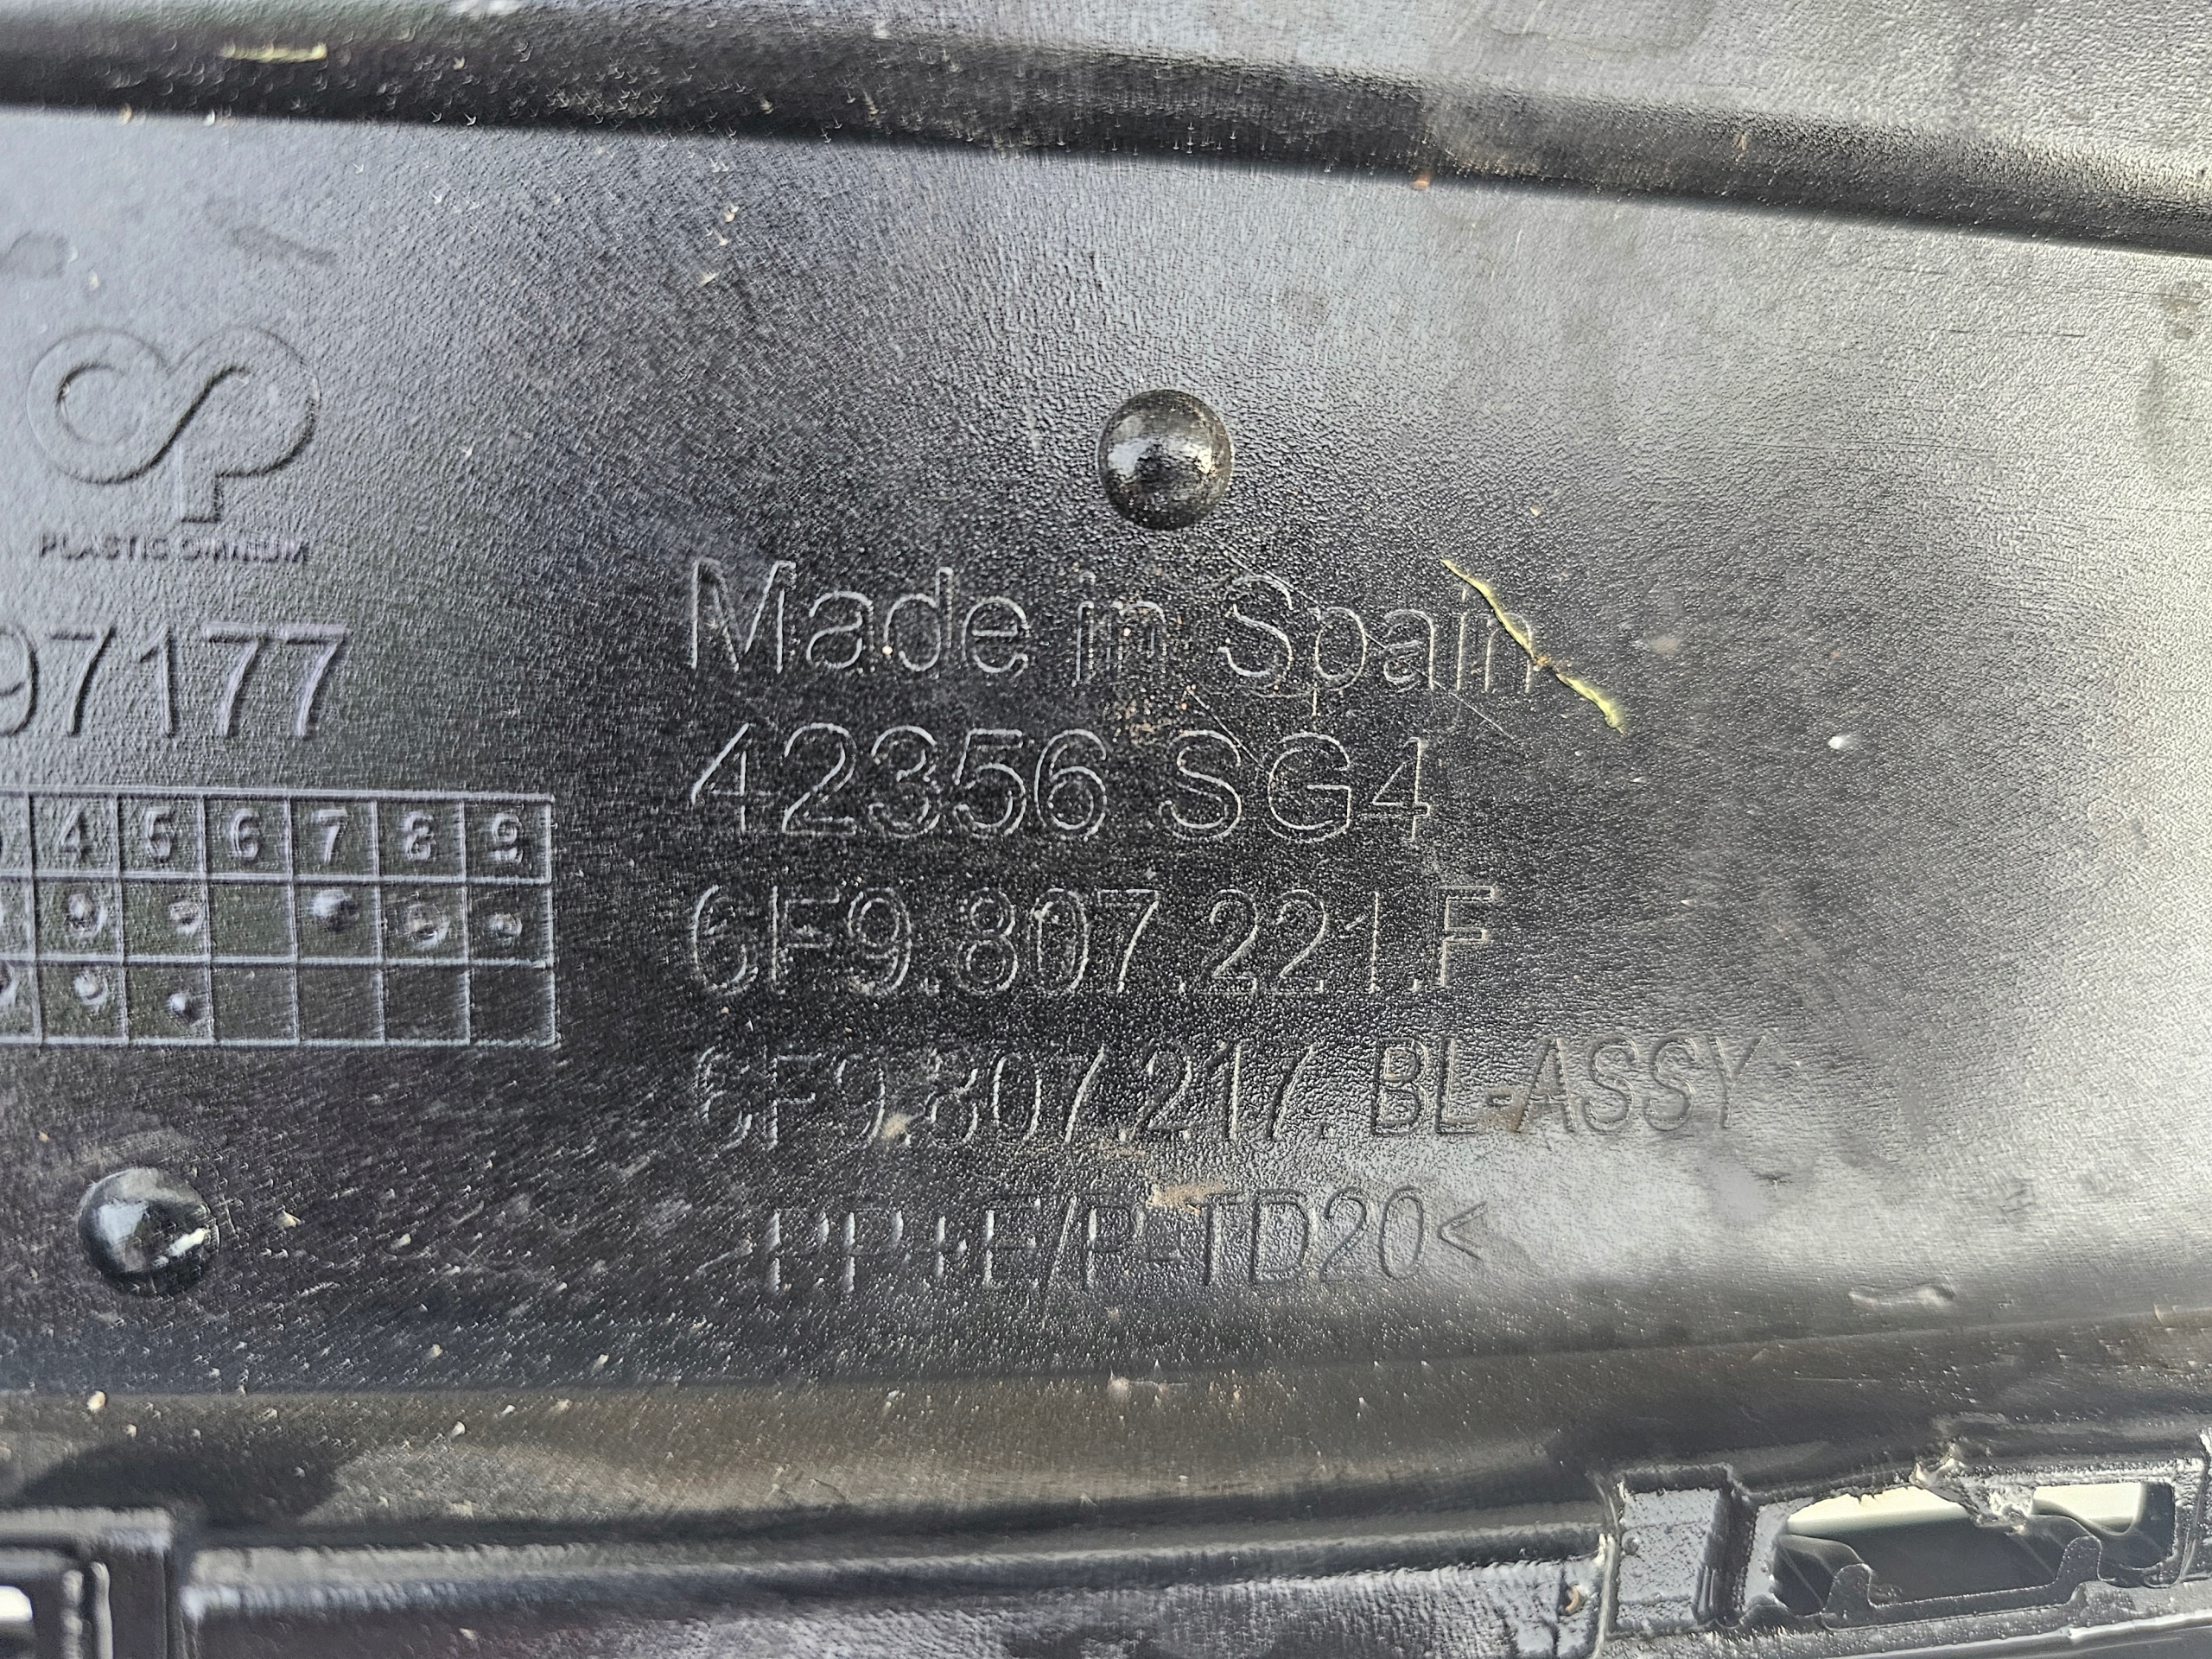 PLASTIC OMNIUM
97177
4 5 6 7 8 9
Made in Spain
42356 SG4
6F9.807.221.F
6F9.807.217. BL-ASSY
>PP+E/P-TD20<